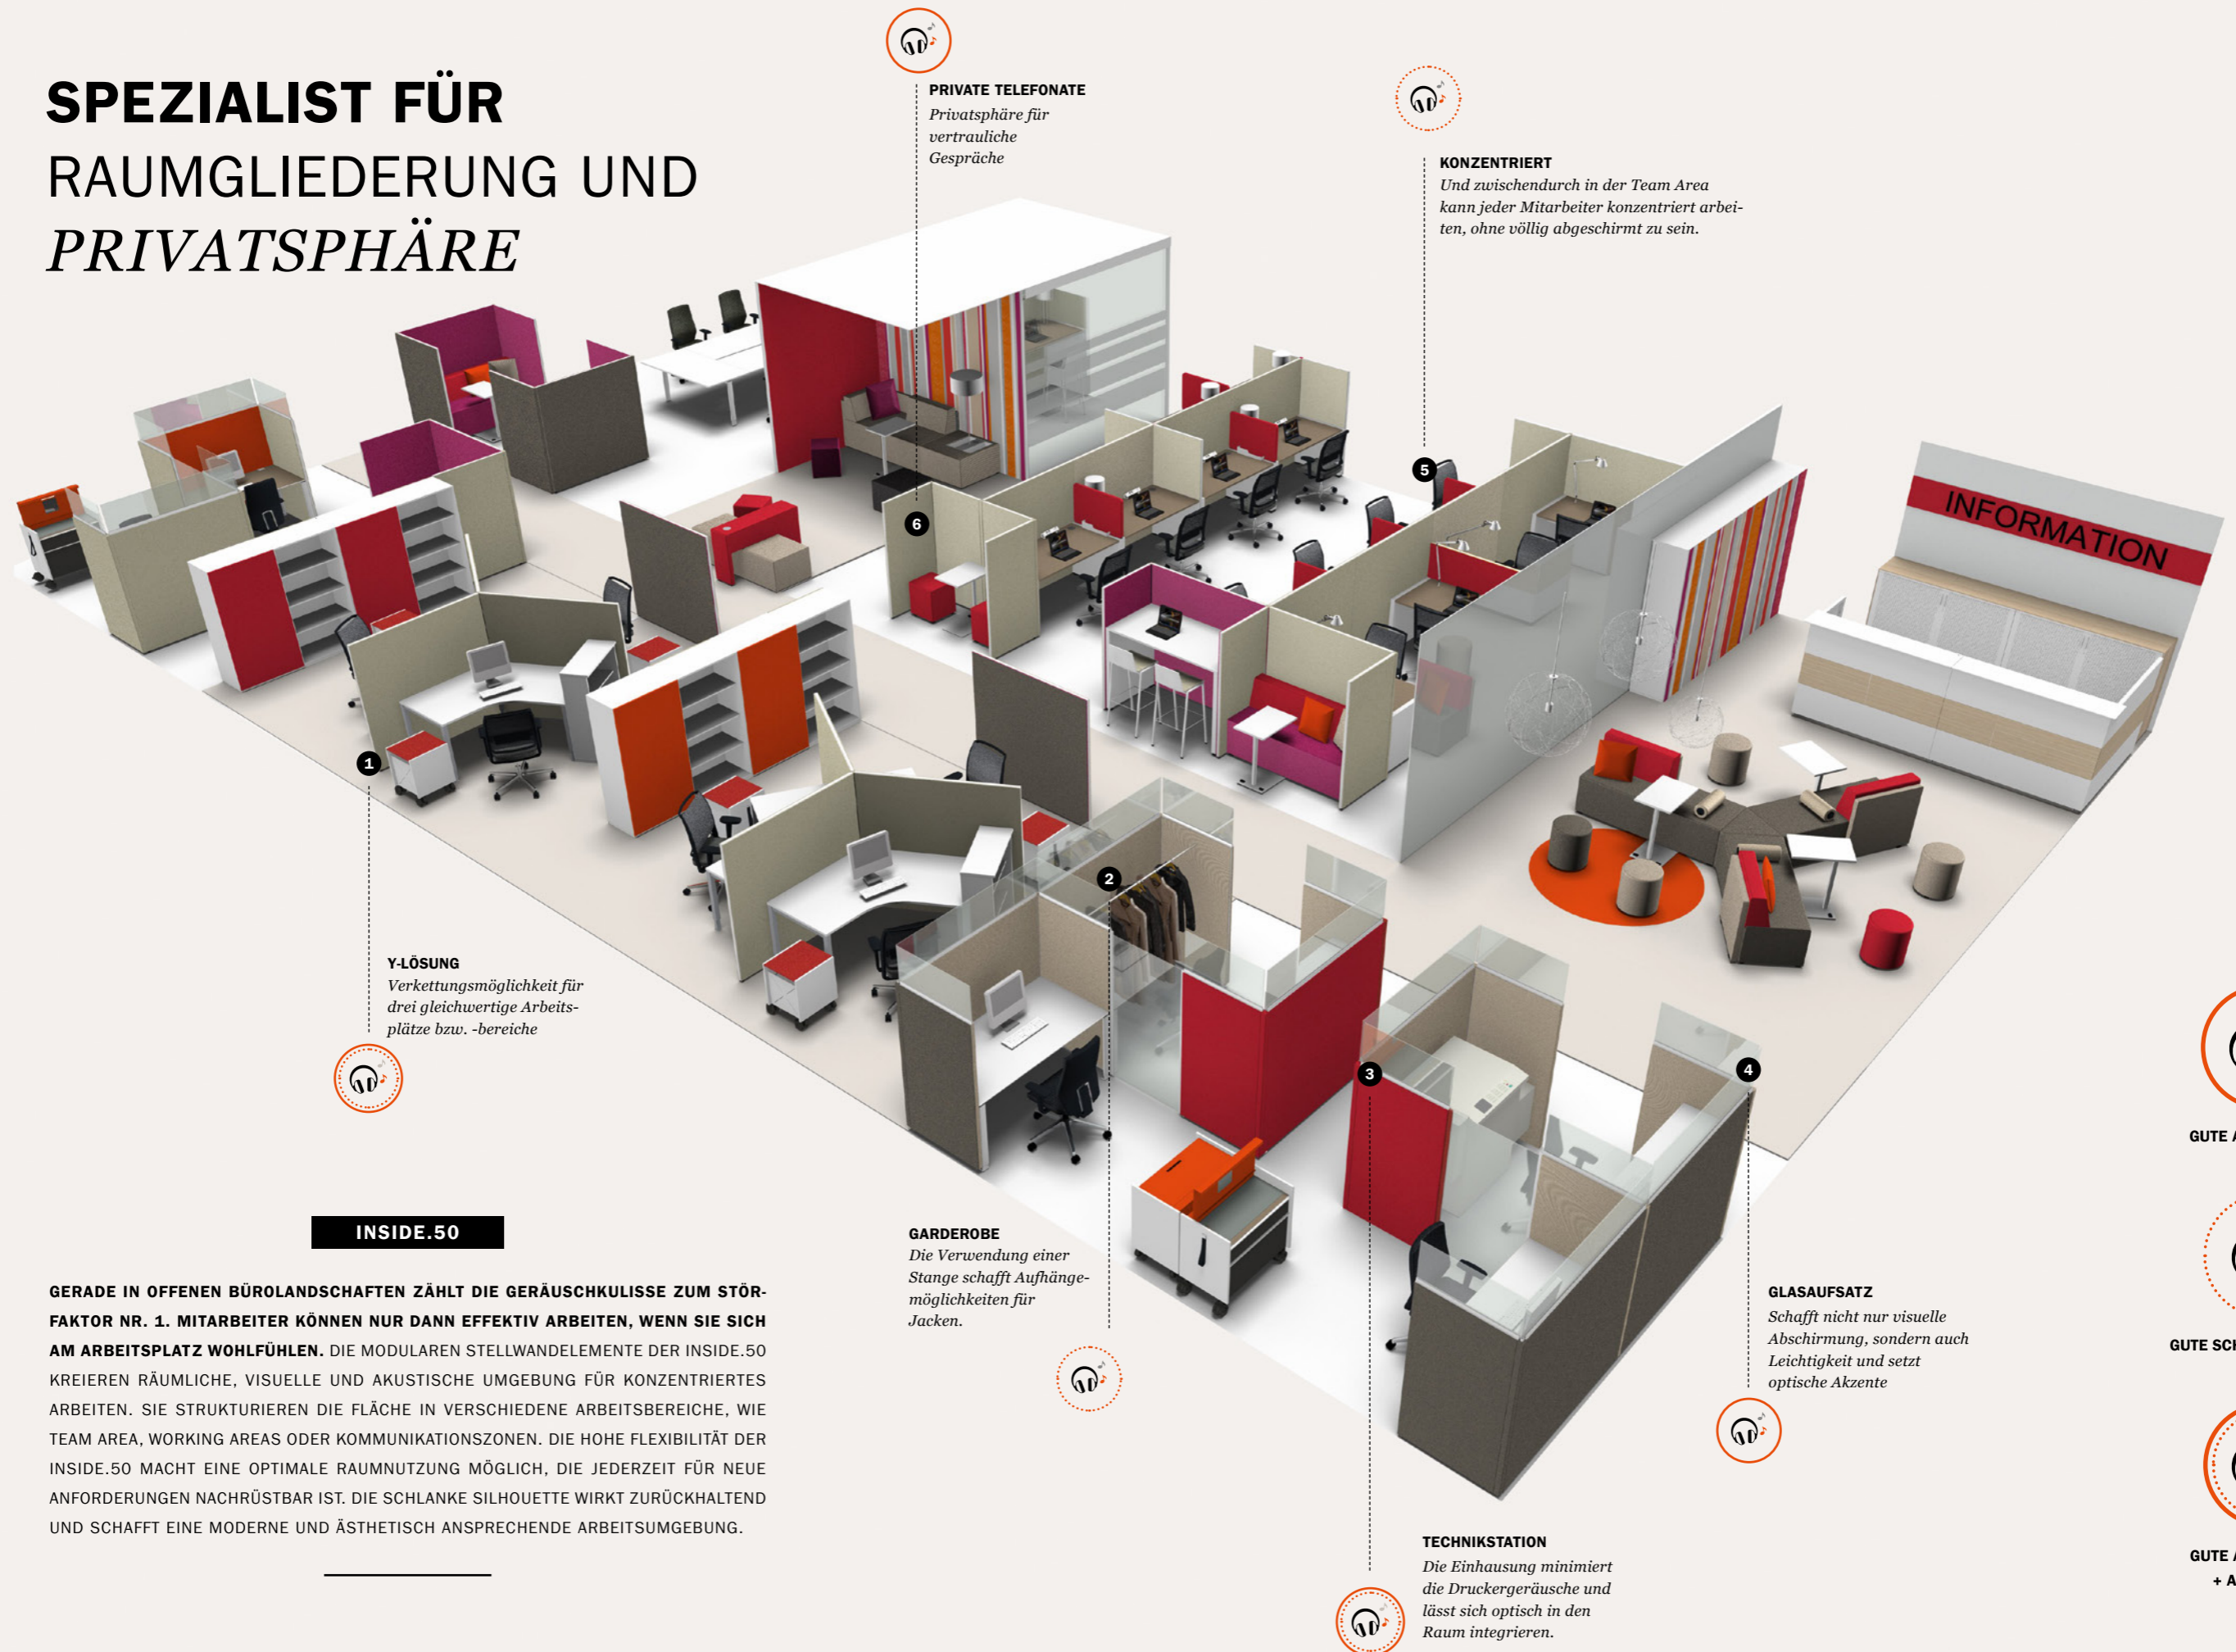 SPEZIALIST FÜR
RAUMGLIEDERUNG UND
PRIVATSPHÄRE
PRIVATE TELEFONATE
Privatsphäre für
vertrauliche
Gespräche
KONZENTRIERT
Und zwischendurch in der Team Area
kann jeder Mitarbeiter konzentriert arbei-
ten, ohne völlig abgeschirmt zu sein.
INFORMATION
5
6
1
2
3
4
Y-LÖSUNG
Verkettungsmöglichkeit für
drei gleichwertige Arbeits-
plätze bzw. -bereiche
INSIDE.50
GERADE IN OFFENEN BÜROLANDSCHAFTEN ZÄHLT DIE GERÄUSCHKULISSE ZUM STÖR-
FAKTOR NR. 1. MITARBEITER KÖNNEN NUR DANN EFFEKTIV ARBEITEN, WENN SIE SICH
AM ARBEITSPLATZ WOHLFÜHLEN. DIE MODULAREN STELLWANDELEMENTE DER INSIDE.50
KREIEREN RÄUMLICHE, VISUELLE UND AKUSTISCHE UMGEBUNG FÜR KONZENTRIERTES
ARBEITEN. SIE STRUKTURIEREN DIE FLÄCHE IN VERSCHIEDENE ARBEITSBEREICHE, WIE
TEAM AREA, WORKING AREAS ODER KOMMUNIKATIONSZONEN. DIE HOHE FLEXIBILITÄT DER
INSIDE.50 MACHT EINE OPTIMALE RAUMNUTZUNG MÖGLICH, DIE JEDERZEIT FÜR NEUE
ANFORDERUNGEN NACHRÜSTBAR IST. DIE SCHLANKE SILHOUETTE WIRKT ZURÜCKHALTEND
UND SCHAFFT EINE MODERNE UND ÄSTHETISCH ANSPRECHENDE ARBEITSUMGEBUNG.
GARDEROBE
Die Verwendung einer
Stange schafft Aufhänge-
möglichkeiten für
Jacken.
TECHNIKSTATION
Die Einhausung minimiert
die Druckergeräusche und
lässt sich optisch in den
Raum integrieren.
GLASAUFSATZ
Schafft nicht nur visuelle
Abschirmung, sondern auch
Leichtigkeit und setzt
optische Akzente
GUTE
GUTE
GUTE
+